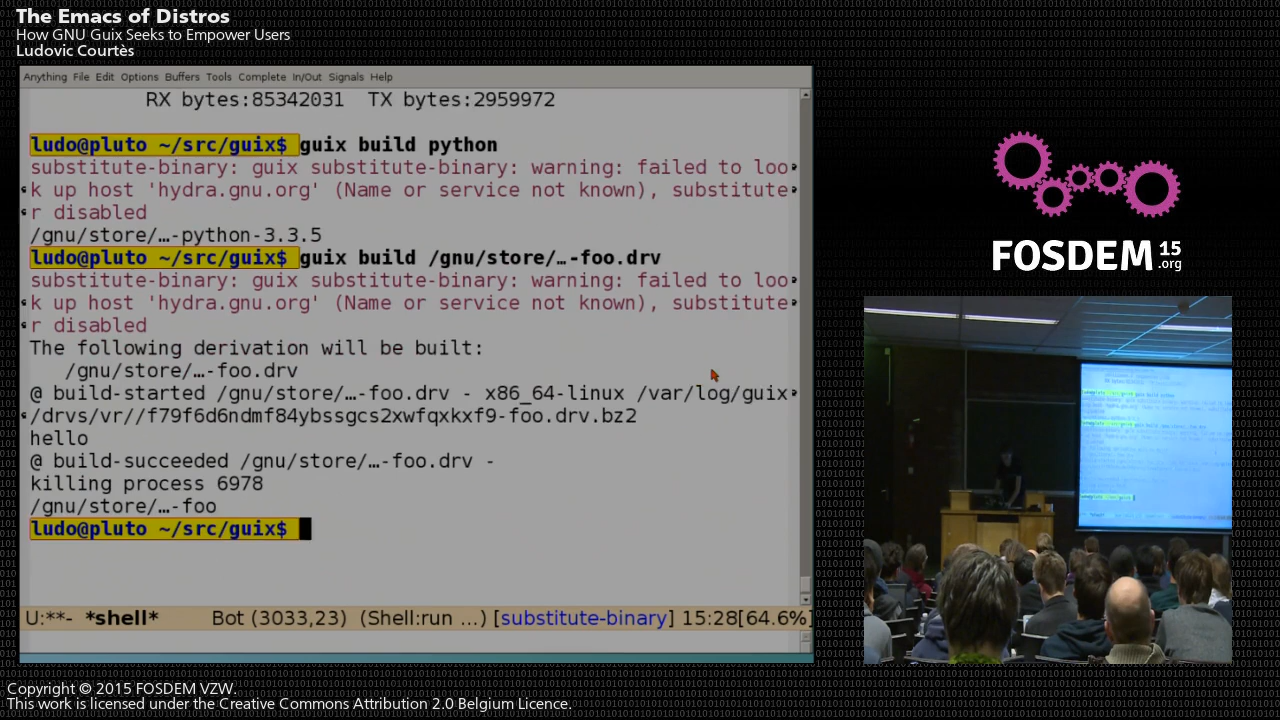 The Emacs of Distros
How GNU Guix Seeks to Empower Users
Ludovic Courtès
Anything File Edit Options Buffers Tools Complete In/Out Signals Help
RX bytes:85342031  TX bytes:2959972
ludo@pluto ~/src/guix$ guix build python
substitute-binary: guix substitute-binary: warning: failed to loo
k up host 'hydra.gnu.org' (Name or service not known), substitute
r disabled
/gnu/store/…-python-3.3.5
ludo@pluto ~/src/guix$ guix build /gnu/store/…-foo.drv
substitute-binary: guix substitute-binary: warning: failed to loo
k up host 'hydra.gnu.org' (Name or service not known), substitute
r disabled
The following derivation will be built:
/gnu/store/…-foo.drv
@ build-started /gnu/store/…-foo.drv - x86_64-linux /var/log/guix
/drvs/vr//f79f6d6ndmf84ybssgcs2xwfqxkxf9-foo.drv.bz2
hello
@ build-succeeded /gnu/store/…-foo.drv -
killing process 6978
/gnu/store/…-foo
ludo@pluto ~/src/guix$
U:**-  *shell*  Bot (3033,23)  (Shell:run ...) [substitute-binary] 15:28[64.6%]
FOSDEM 15
.org
Copyright © 2015 FOSDEM VZW.
This work is licensed under the Creative Commons Attribution 2.0 Belgium Licence.